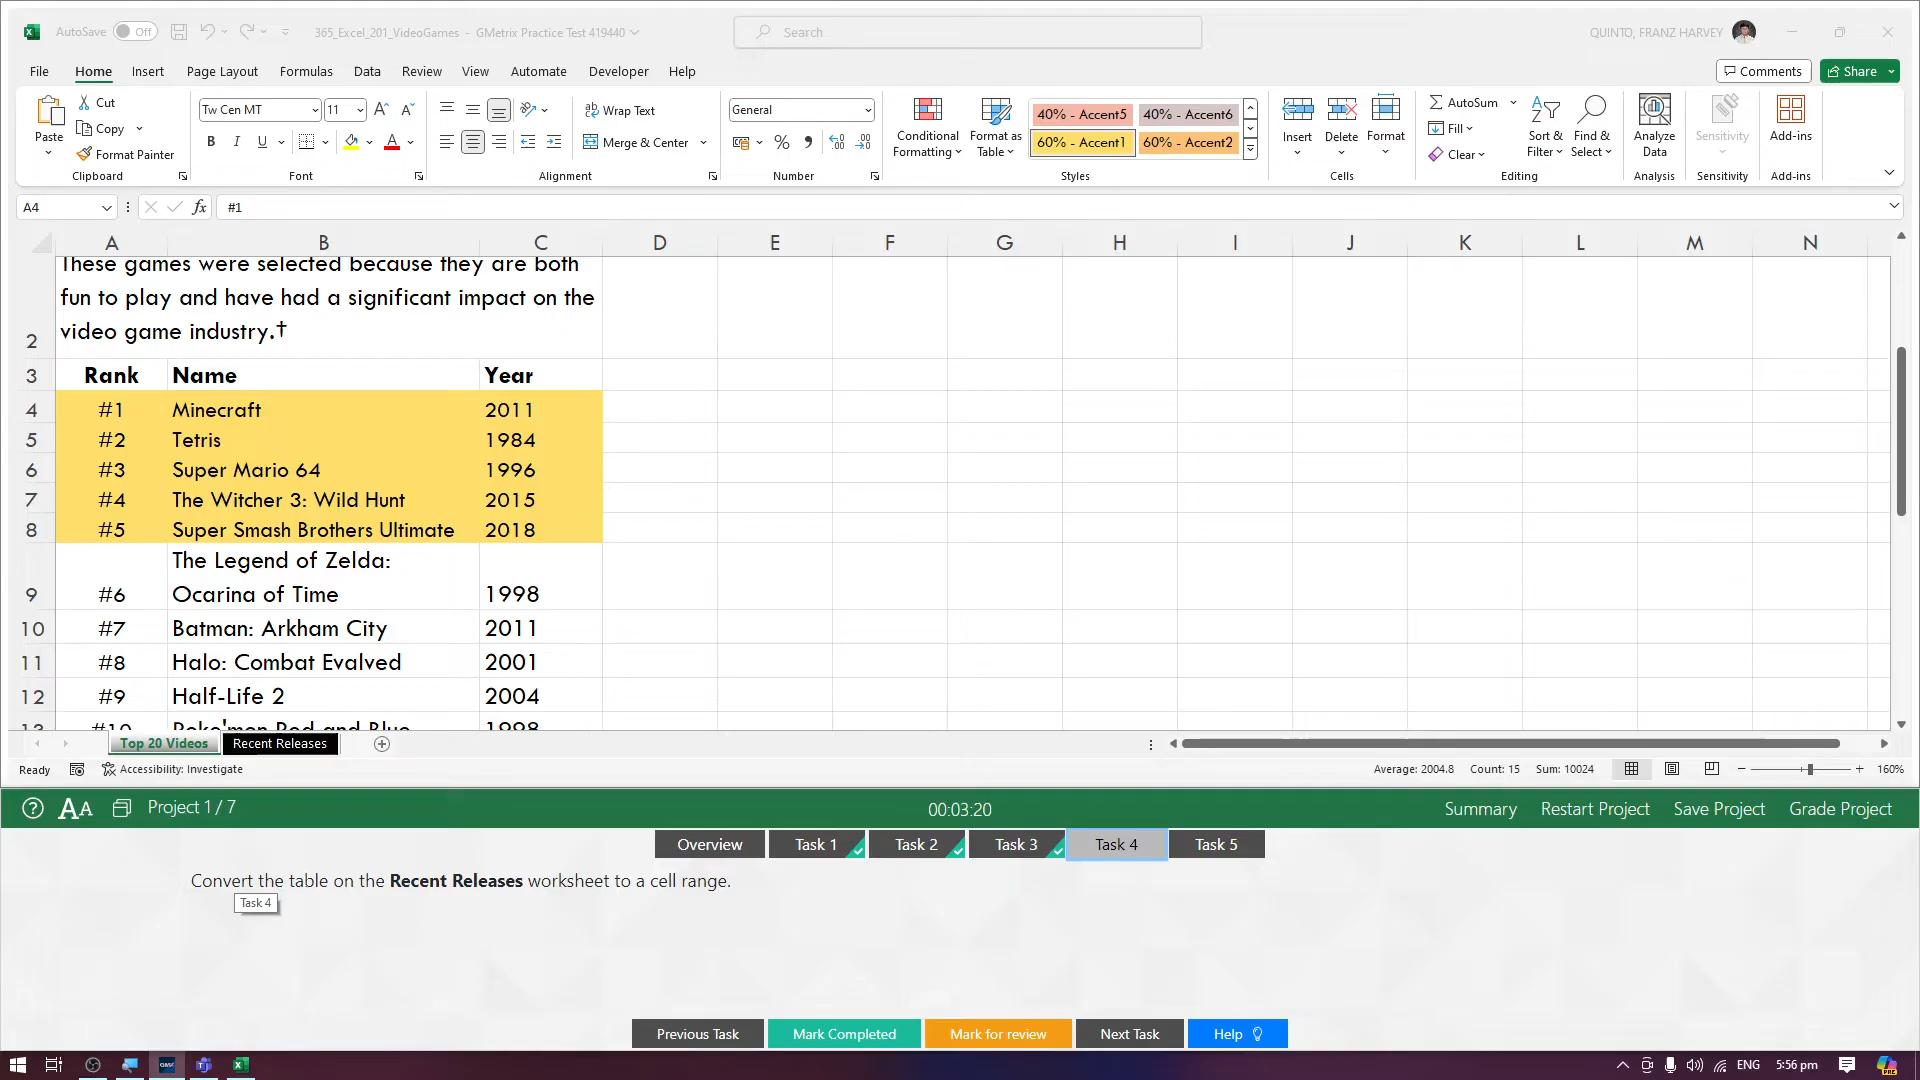 AutoSave Off 365_Excel_201_VideoGames - GMetrix Practice Test 419440 Search QUINTO, FRANZ HARVEY
File Home Insert Page Layout Formulas Data Review View Automate Developer Help Comments Share
Paste Cut Copy Format Painter Clipboard
Tw Cen MT 11 A A B I U A Font
Wrap Text Merge & Center Alignment
General % , Number
Conditional Formatting Format as Table 40% - Accent5 40% - Accent6 60% - Accent1 60% - Accent2 Styles
Insert Delete Format Cells
AutoSum Fill Clear Sort & Filter Find & Select Editing
Analyze Data Analysis Sensitivity Sensitivity Add-ins Add-ins
A4 fx #1
A B C D E F G H I J K L M N
These games were selected because they are both
fun to play and have had a significant impact on the
2 video game industry.†
3 Rank Name Year
4 #1 Minecraft 2011
5 #2 Tetris 1984
6 #3 Super Mario 64 1996
7 #4 The Witcher 3: Wild Hunt 2015
8 #5 Super Smash Brothers Ultimate 2018
The Legend of Zelda:
9 #6 Ocarina of Time 1998
10 #7 Batman: Arkham City 2011
11 #8 Halo: Combat Evalved 2001
12 #9 Half-Life 2 2004
13 #10 Poke'mon Red and Blue 1998
Top 20 Videos Recent Releases
Ready Accessibility: Investigate Average: 2004.8 Count: 15 Sum: 10024 160%
AA Project 1 / 7 00:03:20 Summary Restart Project Save Project Grade Project
Overview Task 1 Task 2 Task 3 Task 4 Task 5
Convert the table on the Recent Releases worksheet to a cell range.
Task 4
Previous Task Mark Completed Mark for review Next Task Help
ENG 5:56 pm